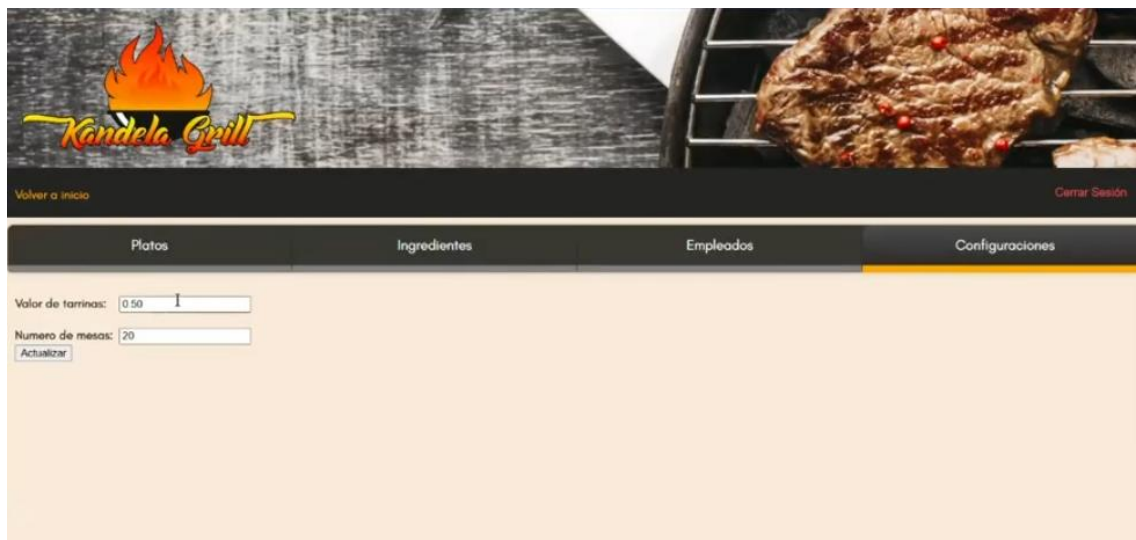 Kandela Grill
Volver a inicio
Cerrar Sesión
Platos Ingredientes Empleados Configuraciones
Valor de tarrinas: 0.50
Numero de mesas: 20
Actualizar